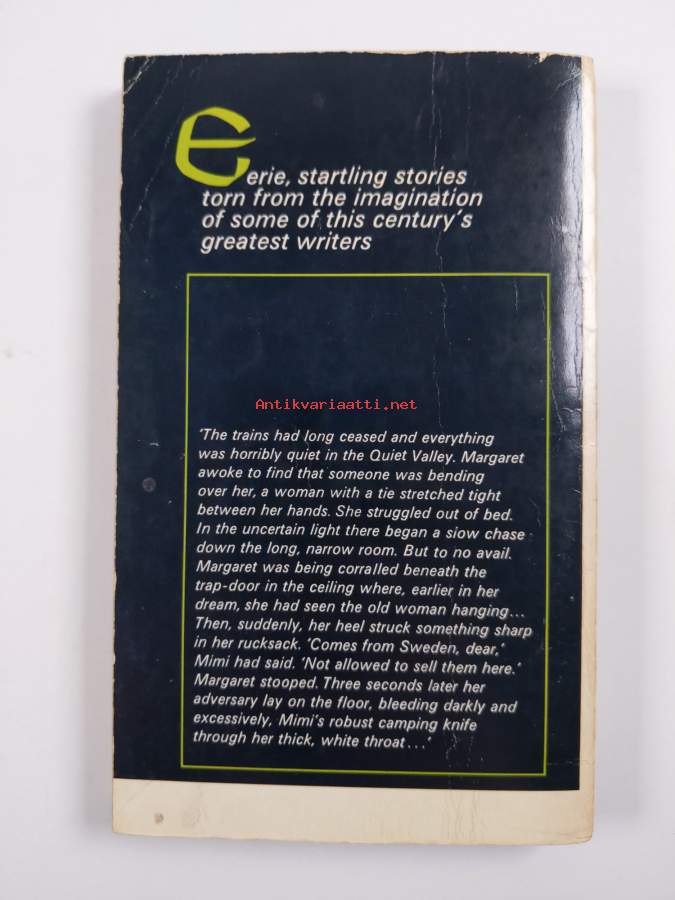 eerie, startling stories
torn from the imagination
of some of this century's
greatest writers
Antikvariaatti.net
'The trains had long ceased and everything
was horribly quiet in the Quiet Valley. Margaret
awoke to find that someone was bending
over her, a woman with a tie stretched tight
between her hands. She struggled out of bed.
In the uncertain light there began a slow chase
down the long, narrow room. But to no avail.
Margaret was being corralled beneath the
trap-door in the ceiling where, earlier in her
dream, she had seen the old woman hanging...
Then, suddenly, her heel struck something sharp
in her rucksack. 'Comes from Sweden, dear,'
Mimi had said. 'Not allowed to sell them here.'
Margaret stooped. Three seconds later her
adversary lay on the floor, bleeding darkly and
excessively, Mimi's robust camping knife
through her thick, white throat...'